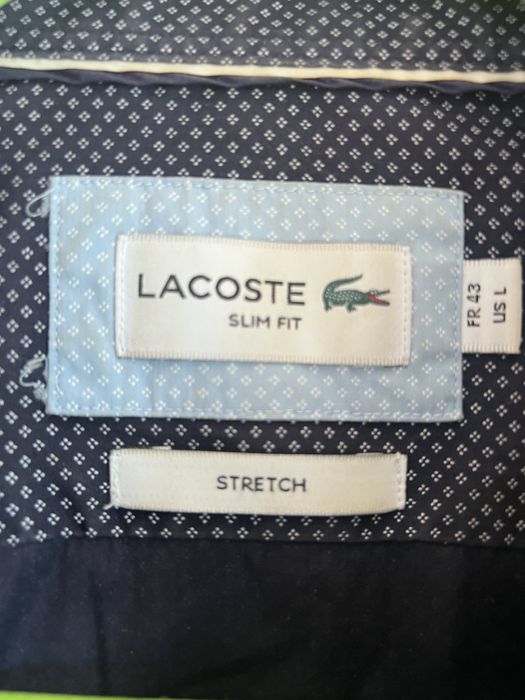 LACOSTE
SLIM FIT
FR 43
US L
STRETCH